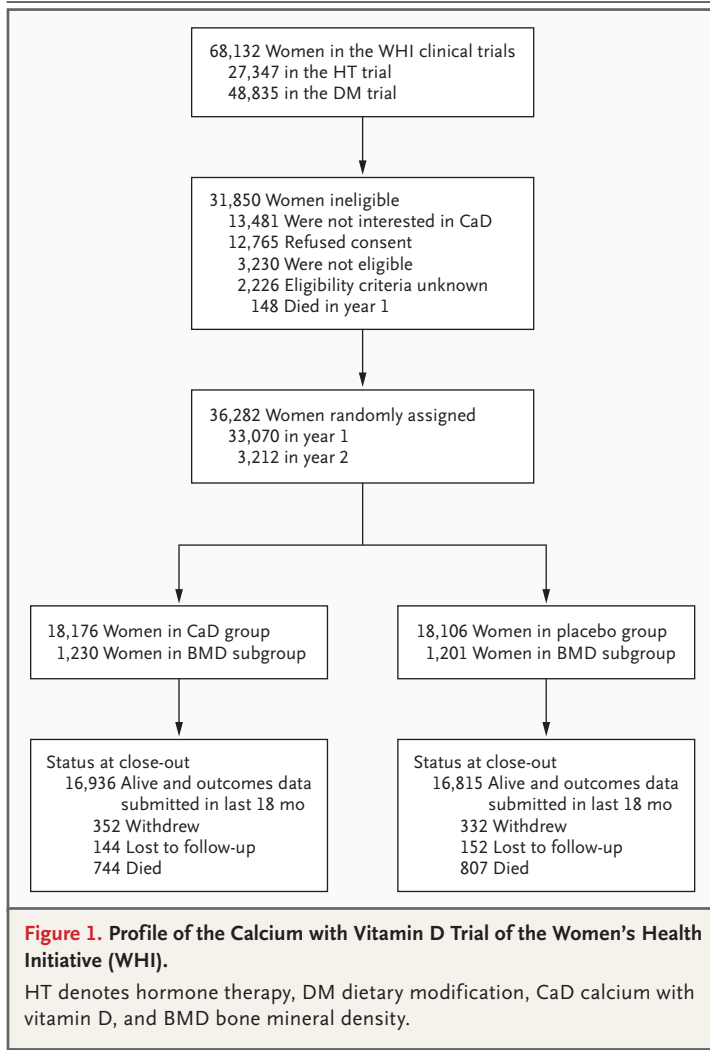 68,132 Women in the WHI clinical trials
27,347 in the HT trial
48,835 in the DM trial
31,850 Women ineligible
13,481 Were not interested in CaD
12,765 Refused consent
3,230 Were not eligible
2,226 Eligibility criteria unknown
148 Died in year 1
36,282 Women randomly assigned
33,070 in year 1
3,212 in year 2
18,176 Women in CaD group
1,230 Women in BMD subgroup
18,106 Women in placebo group
1,201 Women in BMD subgroup
Status at close-out
16,936 Alive and outcomes data
submitted in last 18 mo
352 Withdrew
144 Lost to follow-up
744 Died
Status at close-out
16,815 Alive and outcomes data
submitted in last 18 mo
332 Withdrew
152 Lost to follow-up
807 Died
Figure 1. Profile of the Calcium with Vitamin D Trial of the Women's Health
Initiative (WHI).
HT denotes hormone therapy, DM dietary modification, CaD calcium with
vitamin D, and BMD bone mineral density.